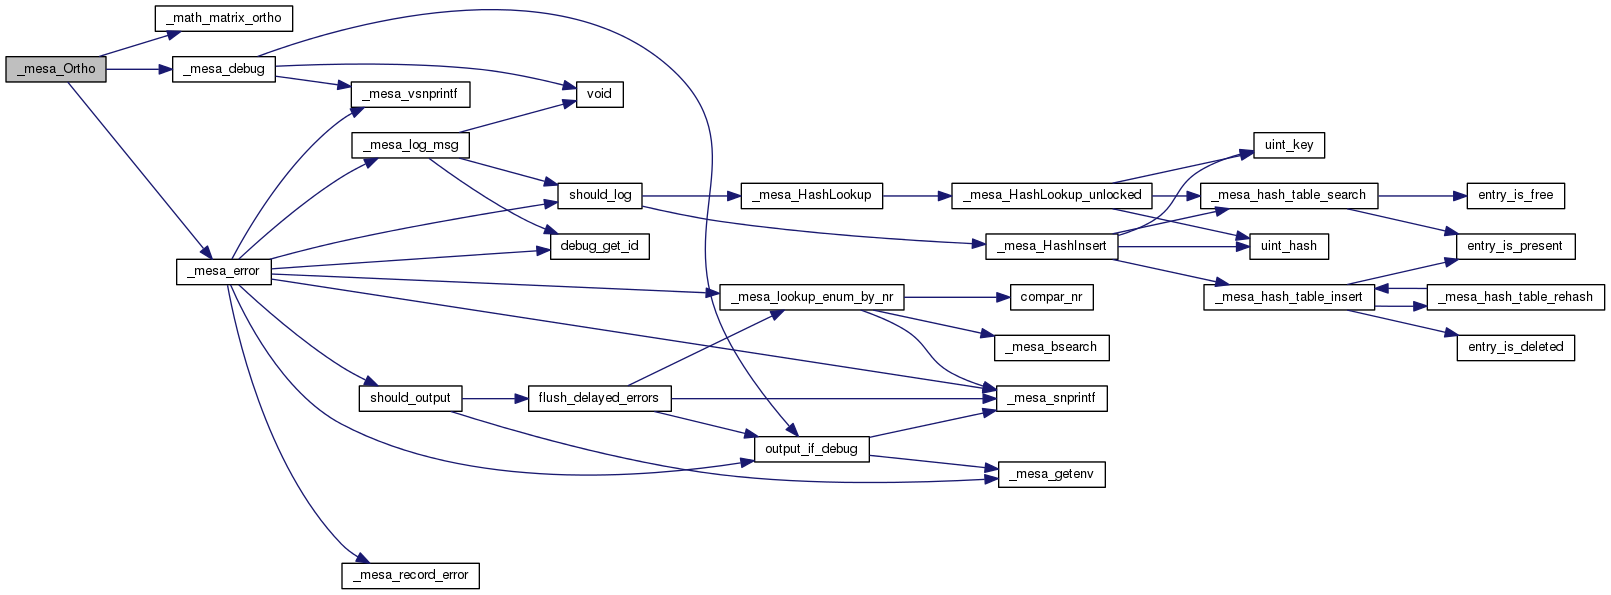 _math_matrix_ortho
_mesa_Ortho
_mesa_debug
_mesa_vsnprintf
void
_mesa_log_msg
uint_key
should_log
_mesa_HashLookup
_mesa_HashLookup_unlocked
_mesa_hash_table_search
entry_is_free
debug_get_id
_mesa_HashInsert
uint_hash
entry_is_present
_mesa_error
_mesa_lookup_enum_by_nr
compar_nr
_mesa_hash_table_insert
_mesa_hash_table_rehash
_mesa_bsearch
entry_is_deleted
should_output
flush_delayed_errors
_mesa_snprintf
output_if_debug
_mesa_getenv
_mesa_record_error